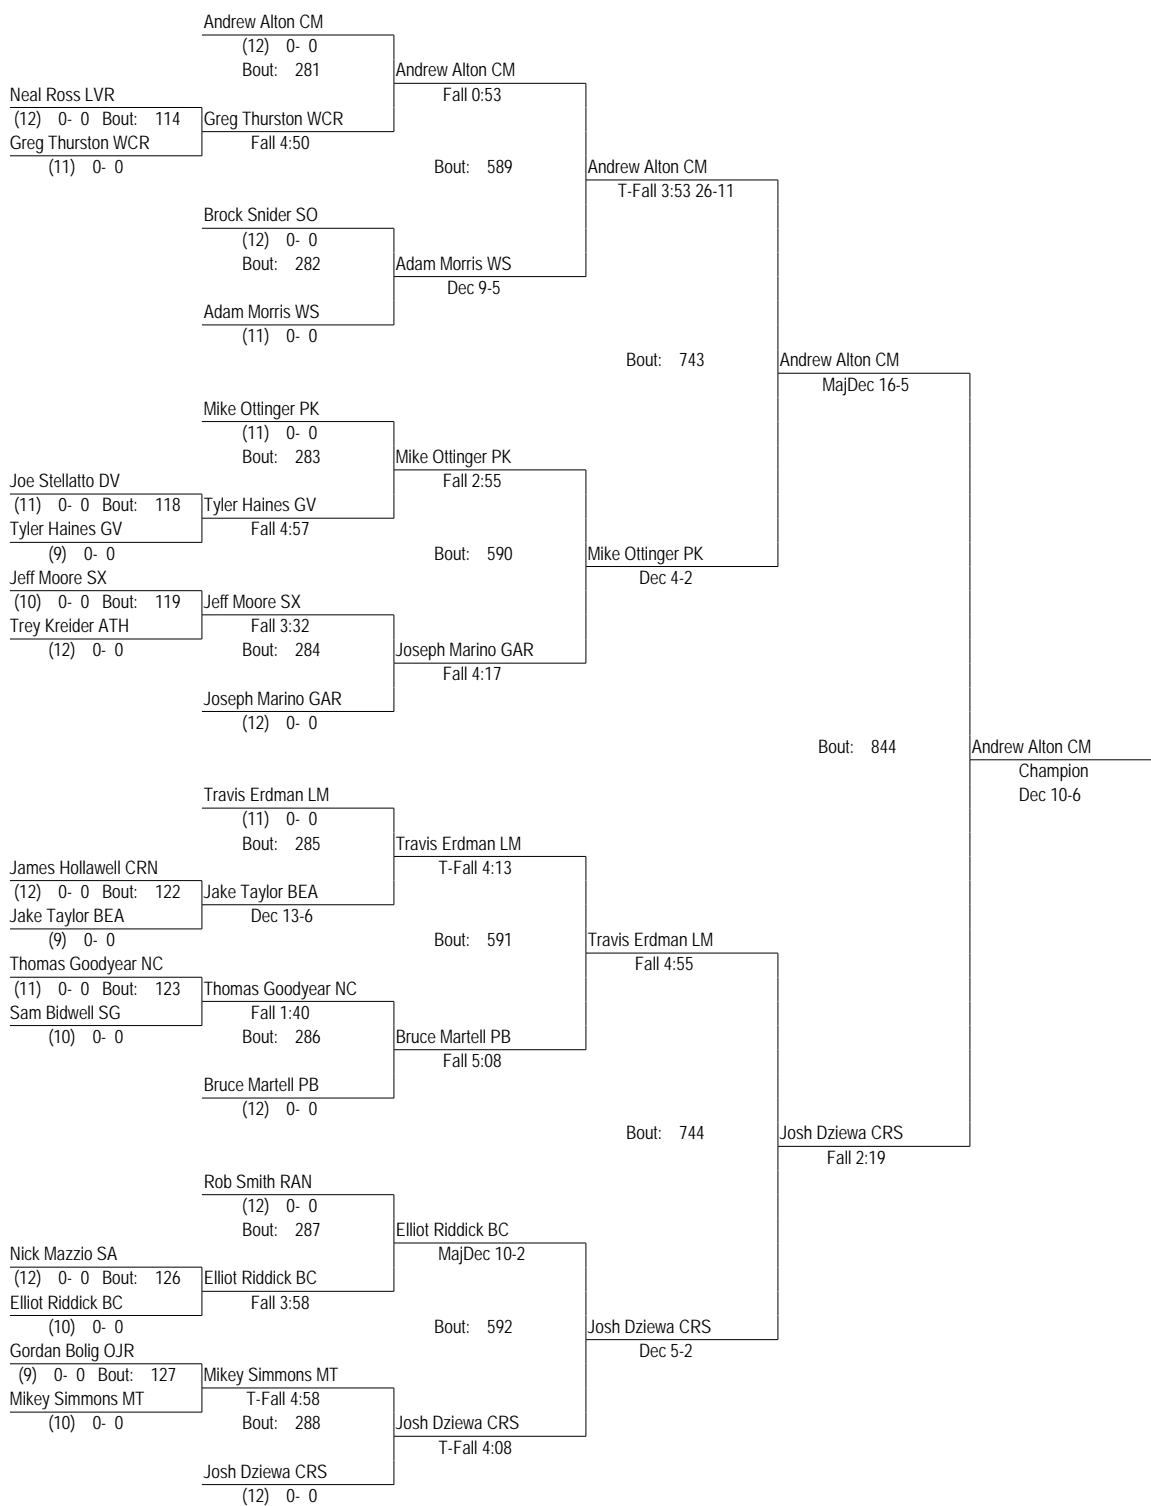 Andrew Alton CM
(12) 0- 0
Bout: 281
Andrew Alton CM
Fall 0:53
Neal Ross LVR
(12) 0- 0 Bout: 114
Greg Thurston WCR
Fall 4:50
Greg Thurston WCR
(11) 0- 0
Bout: 589
Andrew Alton CM
T-Fall 3:53 26-11
Brock Snider SO
(12) 0- 0
Bout: 282
Adam Morris WS
Dec 9-5
Adam Morris WS
(11) 0- 0
Bout: 743
Andrew Alton CM
MajDec 16-5
Mike Ottinger PK
(11) 0- 0
Bout: 283
Mike Ottinger PK
Fall 2:55
Joe Stellatto DV
(11) 0- 0 Bout: 118
Tyler Haines GV
Fall 4:57
Tyler Haines GV
(9) 0- 0
Bout: 590
Mike Ottinger PK
Dec 4-2
Jeff Moore SX
(10) 0- 0 Bout: 119
Jeff Moore SX
Fall 3:32
Trey Kreider ATH
(12) 0- 0
Bout: 284
Joseph Marino GAR
Fall 4:17
Joseph Marino GAR
(12) 0- 0
Bout: 844
Andrew Alton CM
Champion
Dec 10-6
Travis Erdman LM
(11) 0- 0
Bout: 285
Travis Erdman LM
T-Fall 4:13
James Hollawell CRN
(12) 0- 0 Bout: 122
Jake Taylor BEA
Dec 13-6
Jake Taylor BEA
(9) 0- 0
Bout: 591
Travis Erdman LM
Fall 4:55
Thomas Goodyear NC
(11) 0- 0 Bout: 123
Thomas Goodyear NC
Fall 1:40
Sam Bidwell SG
(10) 0- 0
Bout: 286
Bruce Martell PB
Fall 5:08
Bruce Martell PB
(12) 0- 0
Bout: 744
Josh Dziewa CRS
Fall 2:19
Rob Smith RAN
(12) 0- 0
Bout: 287
Elliot Riddick BC
MajDec 10-2
Nick Mazzio SA
(12) 0- 0 Bout: 126
Elliot Riddick BC
Fall 3:58
Elliot Riddick BC
(10) 0- 0
Bout: 592
Josh Dziewa CRS
Dec 5-2
Gordan Bolig OJR
(9) 0- 0 Bout: 127
Mikey Simmons MT
T-Fall 4:58
Mikey Simmons MT
(10) 0- 0
Bout: 288
Josh Dziewa CRS
T-Fall 4:08
Josh Dziewa CRS
(12) 0- 0